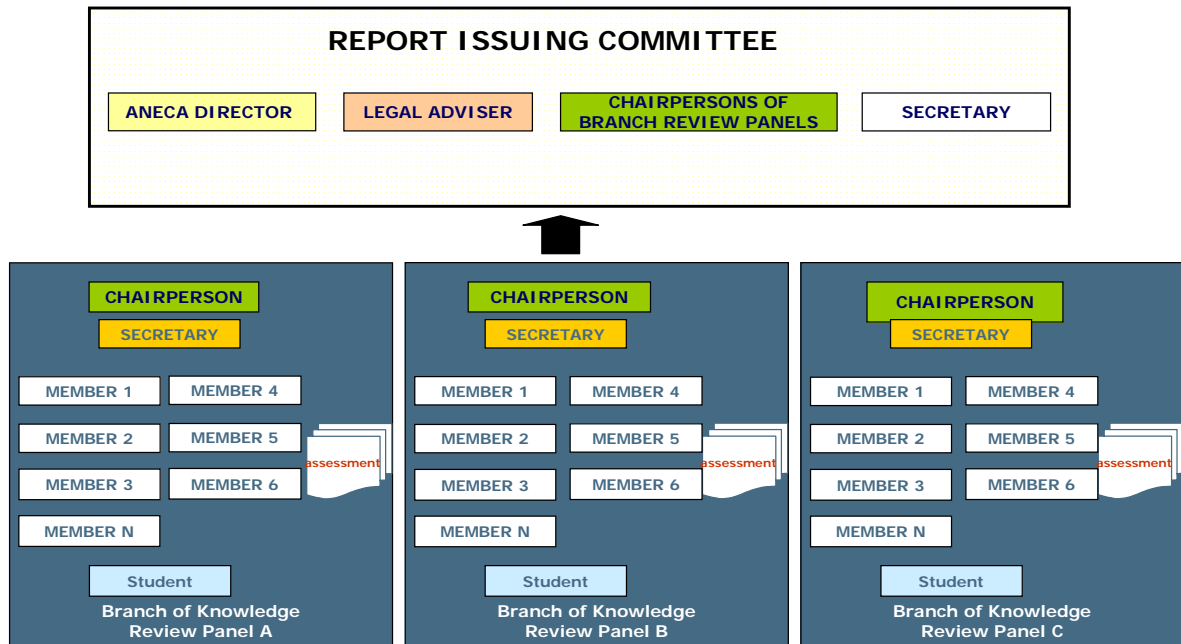 REPORT ISSUING COMMITTEE
ANECA DIRECTOR
LEGAL ADVISER
CHAIRPERSONS OF
BRANCH REVIEW PANELS
SECRETARY
CHAIRPERSON
SECRETARY
MEMBER 1
MEMBER 4
MEMBER 2
MEMBER 5
assessment
MEMBER 3
MEMBER 6
MEMBER N
Student
Branch of Knowledge
Review Panel A
CHAIRPERSON
SECRETARY
MEMBER 1
MEMBER 4
MEMBER 2
MEMBER 5
assessment
MEMBER 3
MEMBER 6
MEMBER N
Student
Branch of Knowledge
Review Panel B
CHAIRPERSON
SECRETARY
MEMBER 1
MEMBER 4
MEMBER 2
MEMBER 5
assessment
MEMBER 3
MEMBER 6
MEMBER N
Student
Branch of Knowledge
Review Panel C